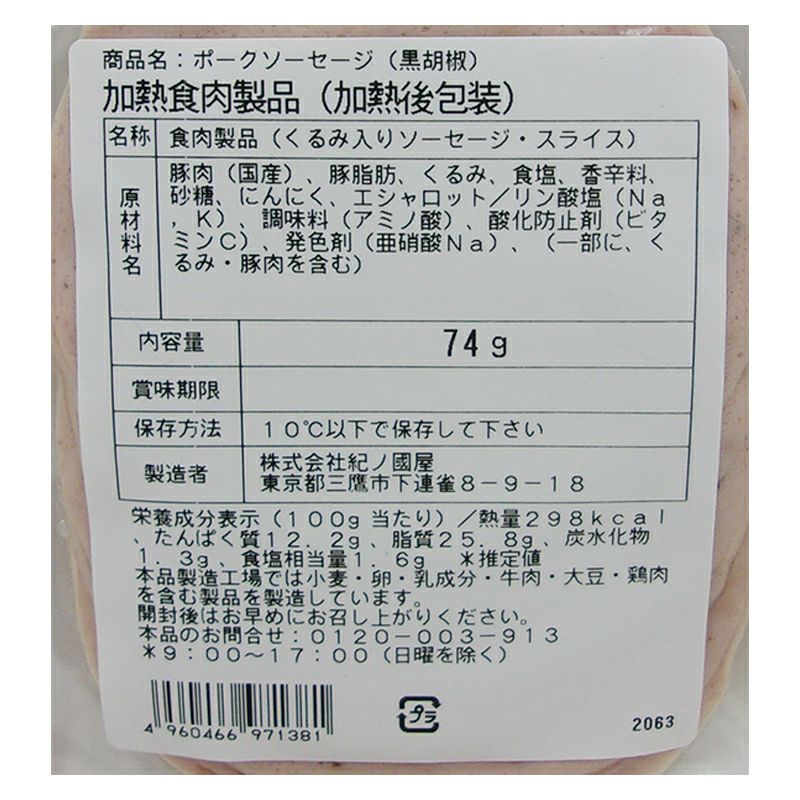 商品名：ポークソーセージ（黒胡椒）
加熱食肉製品（加熱後包装）
名称 食肉製品（くるみ入りソーセージ・スライス）
原材料名 豚肉（国産）、豚脂肪、くるみ、食塩、香辛料、
砂糖、にんにく、エシャロット／リン酸塩（Ｎａ
，Ｋ）、調味料（アミノ酸）、酸化防止剤（ビタ
ミンＣ）、発色剤（亜硝酸Ｎａ）、（一部に、く
るみ・豚肉を含む）
内容量 74g
賞味期限
保存方法 １０℃以下で保存して下さい
製造者 株式会社紀ノ國屋
東京都三鷹市下連雀８－９－１８
栄養成分表示（１００ｇ当たり）／熱量２９８ｋｃａｌ
、たんぱく質１２．２ｇ、脂質２５．８ｇ、炭水化物
１．３ｇ、食塩相当量１．６ｇ ＊推定値
本品製造工場では小麦・卵・乳成分・牛肉・大豆・鶏肉
を含む製品を製造しています。
開封後はお早めにお召し上がりください。
本品のお問合せ：０１２０－００３－９１３
＊９：００～１７：００（日曜を除く）
4 960466 971381
プラ
2063